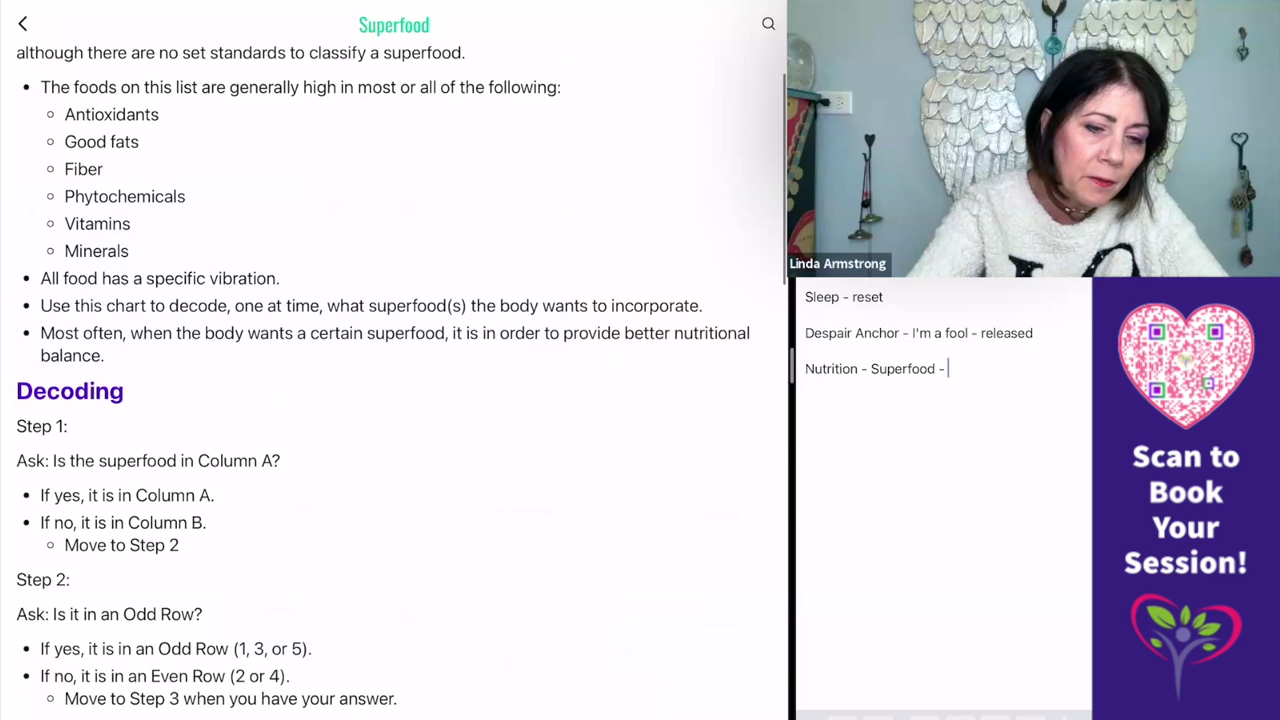 Superfood
although there are no set standards to classify a superfood.
• The foods on this list are generally high in most or all of the following:
◦ Antioxidants
◦ Good fats
◦ Fiber
◦ Phytochemicals
◦ Vitamins
◦ Minerals
• All food has a specific vibration.
• Use this chart to decode, one at time, what superfood(s) the body wants to incorporate.
• Most often, when the body wants a certain superfood, it is in order to provide better nutritional
balance.
Decoding
Step 1:
Ask: Is the superfood in Column A?
• If yes, it is in Column A.
• If no, it is in Column B.
◦ Move to Step 2
Step 2:
Ask: Is it in an Odd Row?
• If yes, it is in an Odd Row (1, 3, or 5).
• If no, it is in an Even Row (2 or 4).
◦ Move to Step 3 when you have your answer.
Linda Armstrong
Sleep - reset
Despair Anchor - I'm a fool - released
Nutrition - Superfood -
Scan to
Book
Your
Session!